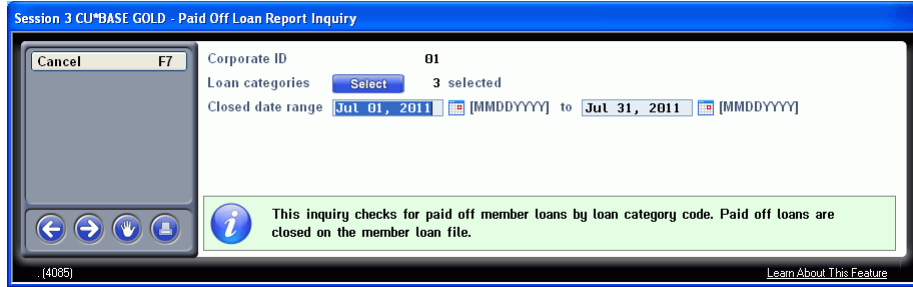 Session 3 CU*BASE GOLD - Paid Off Loan Report Inquiry
Cancel F7
Corporate ID 01
Loan categories Select 3 selected
Closed date range Jul 01, 2011 [MMDDYYYY] to Jul 31, 2011 [MMDDYYYY]
This inquiry checks for paid off member loans by loan category code. Paid off loans are
closed on the member loan file.
. (4085)
Learn About This Feature